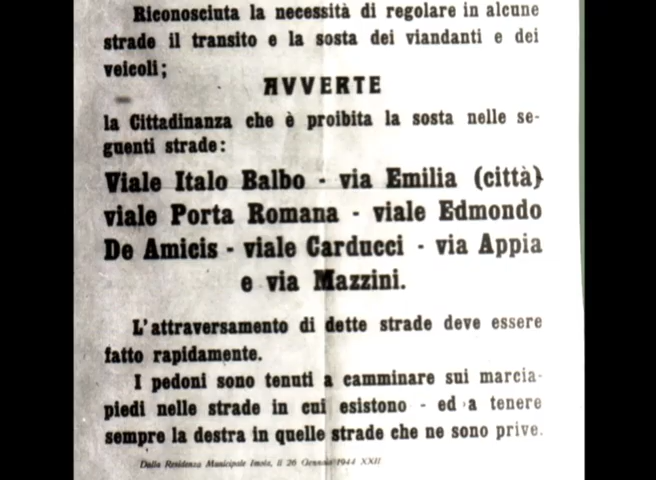 Riconosciuta la necessità di regolare in alcune
strade il transito e la sosta dei viandanti e dei
veicoli;
AVVERTE
la Cittadinanza che è proibita la sosta nelle se-
guenti strade:
Viale Italo Balbo - via Emilia (città)
viale Porta Romana - viale Edmondo
De Amicis - viale Carducci - via Appia
e via Mazzini.
L'attraversamento di dette strade deve essere
fatto rapidamente.
I pedoni sono tenuti a camminare sui marcia-
piedi nelle strade in cui esistono - ed a tenere
sempre la destra in quelle strade che ne sono prive.
Dalla Residenza Municipale Imola, li 26 Gennaio 1944 XXII